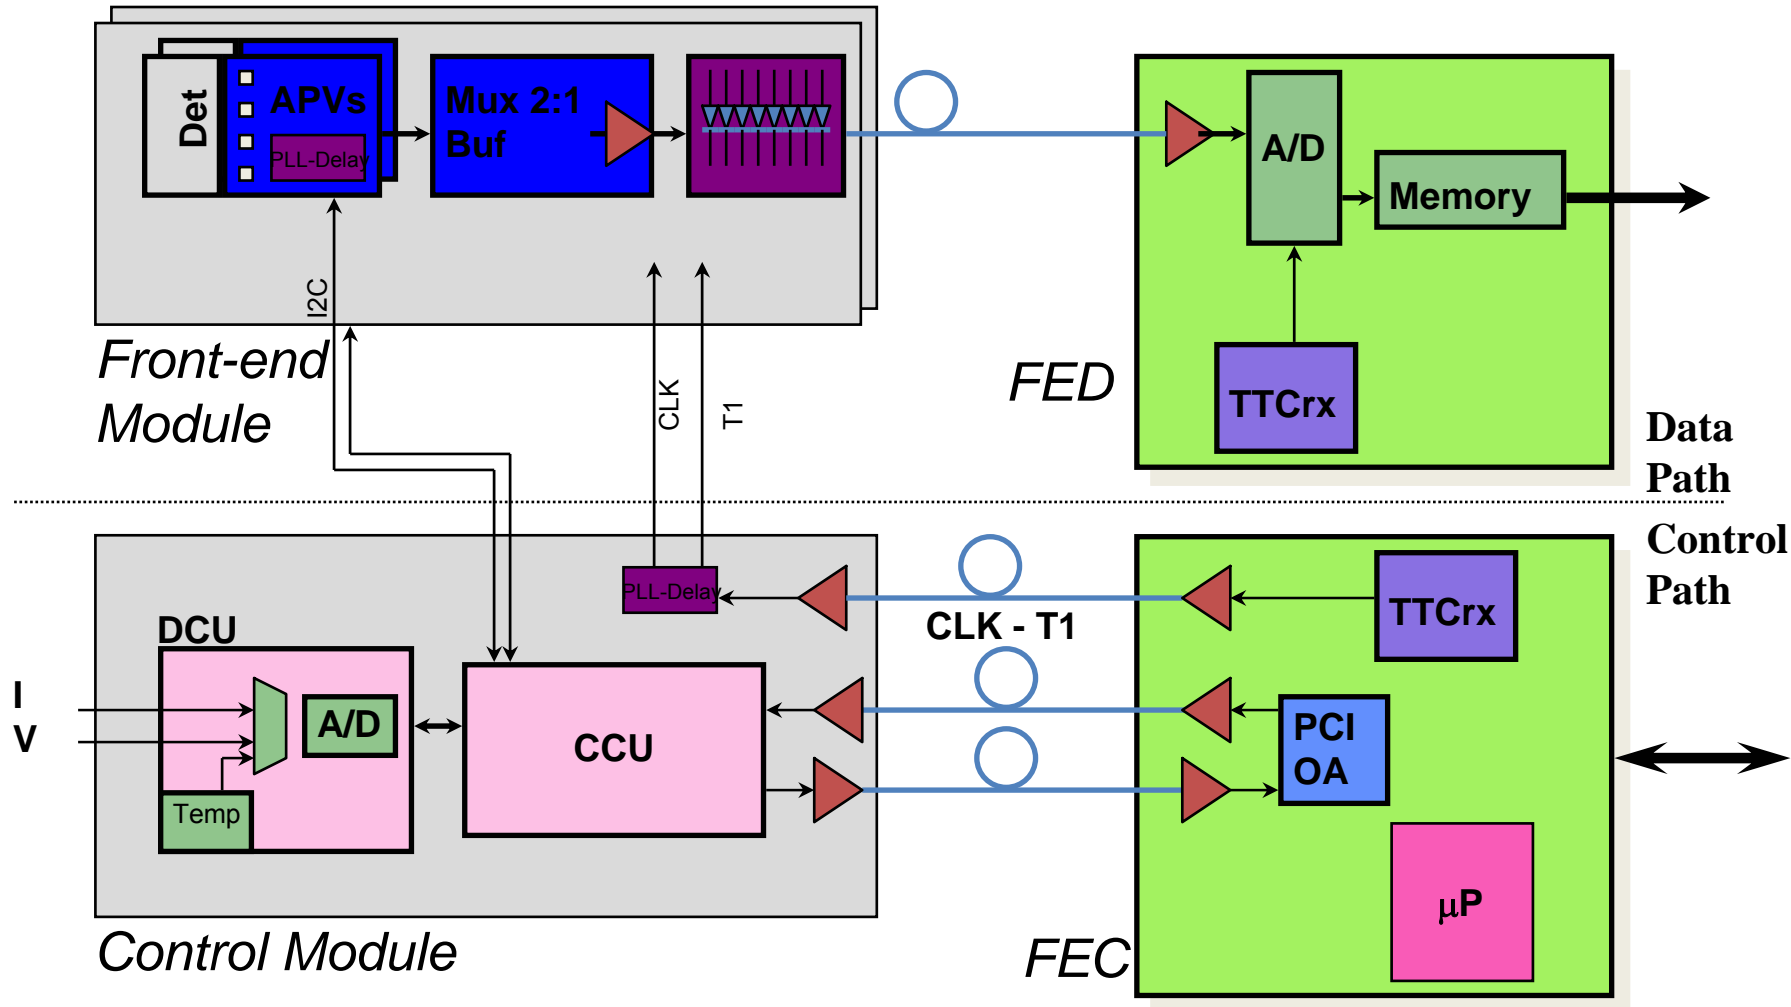 Det
APVs
PLL-Delay
Mux 2:1
Buf
A/D
Memory
I2C
Front-end
Module
CLK
T1
FED
TTCrx
Data
Path
Control
Path
PLL-Delay
CLK - T1
TTCrx
DCU
I
V
A/D
Temp
CCU
PCI
OA
μP
Control Module
FEC